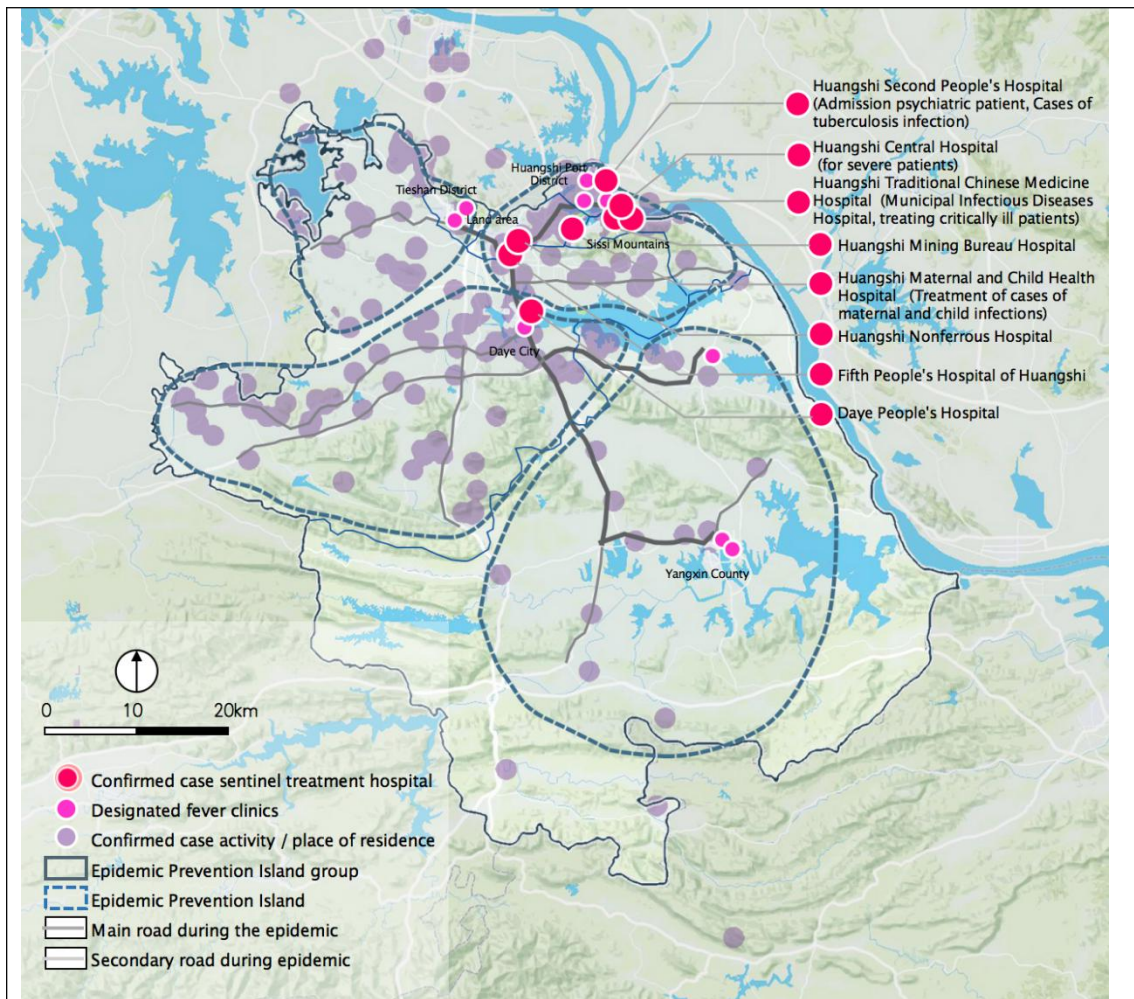 Huangshi Second People's Hospital
(Admission psychiatric patient, Cases of
tuberculosis infection)
Huangshi Central Hospital
(for severe patients)
Huangshi Traditional Chinese Medicine
Hospital (Municipal Infectious Diseases
Hospital, treating critically ill patients)
Huangshi Mining Bureau Hospital
Huangshi Maternal and Child Health
Hospital (Treatment of cases of
maternal and child infections)
Huangshi Nonferrous Hospital
Fifth People's Hospital of Huangshi
Daye People's Hospital
Huangshi Port
District
Tieshan District
Land area
Sissi Mountains
Daye City
Yangxin County
0 10 20km
Confirmed case sentinel treatment hospital
Designated fever clinics
Confirmed case activity / place of residence
Epidemic Prevention Island group
Epidemic Prevention Island
Main road during the epidemic
Secondary road during epidemic